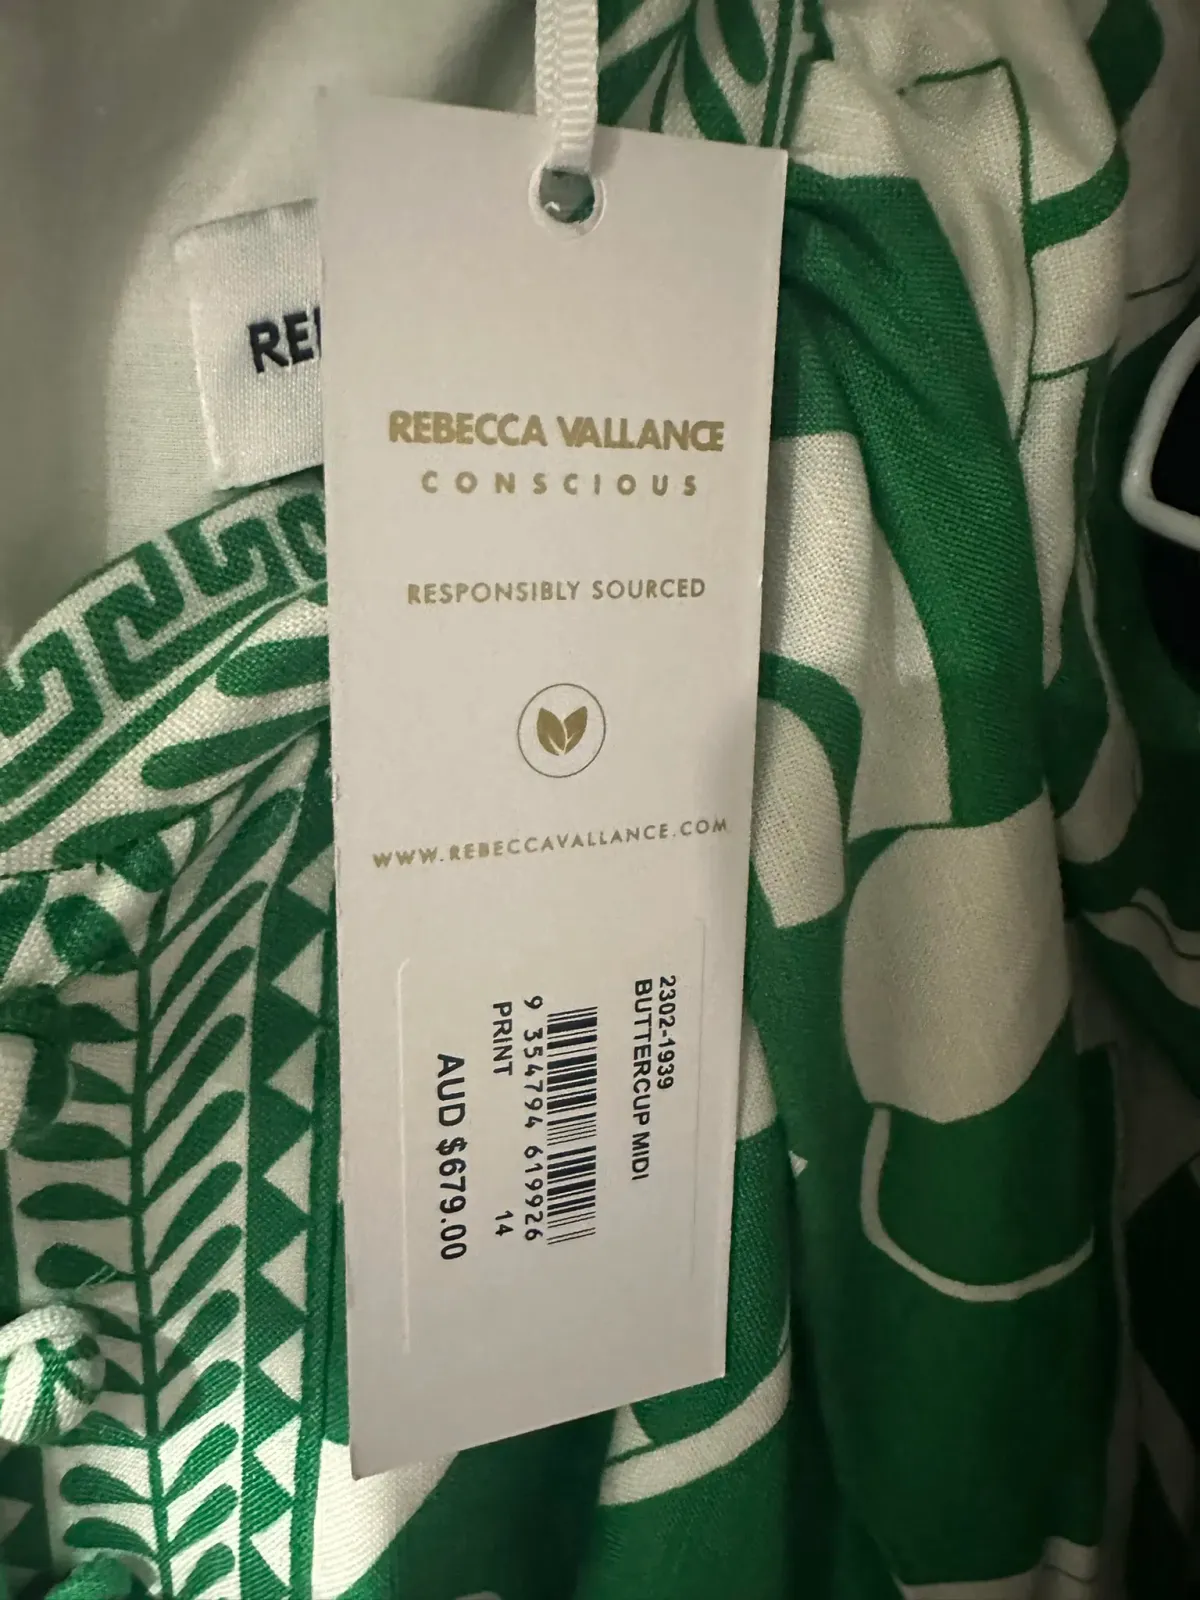 RE
REBECCA VALLANCE
CONSCIOUS
RESPONSIBLY SOURCED
WWW.REBECCAVALLANCE.COM
2302-1939
BUTTERCUP MIDI
9 354794 619926
PRINT 14
AUD $679.00